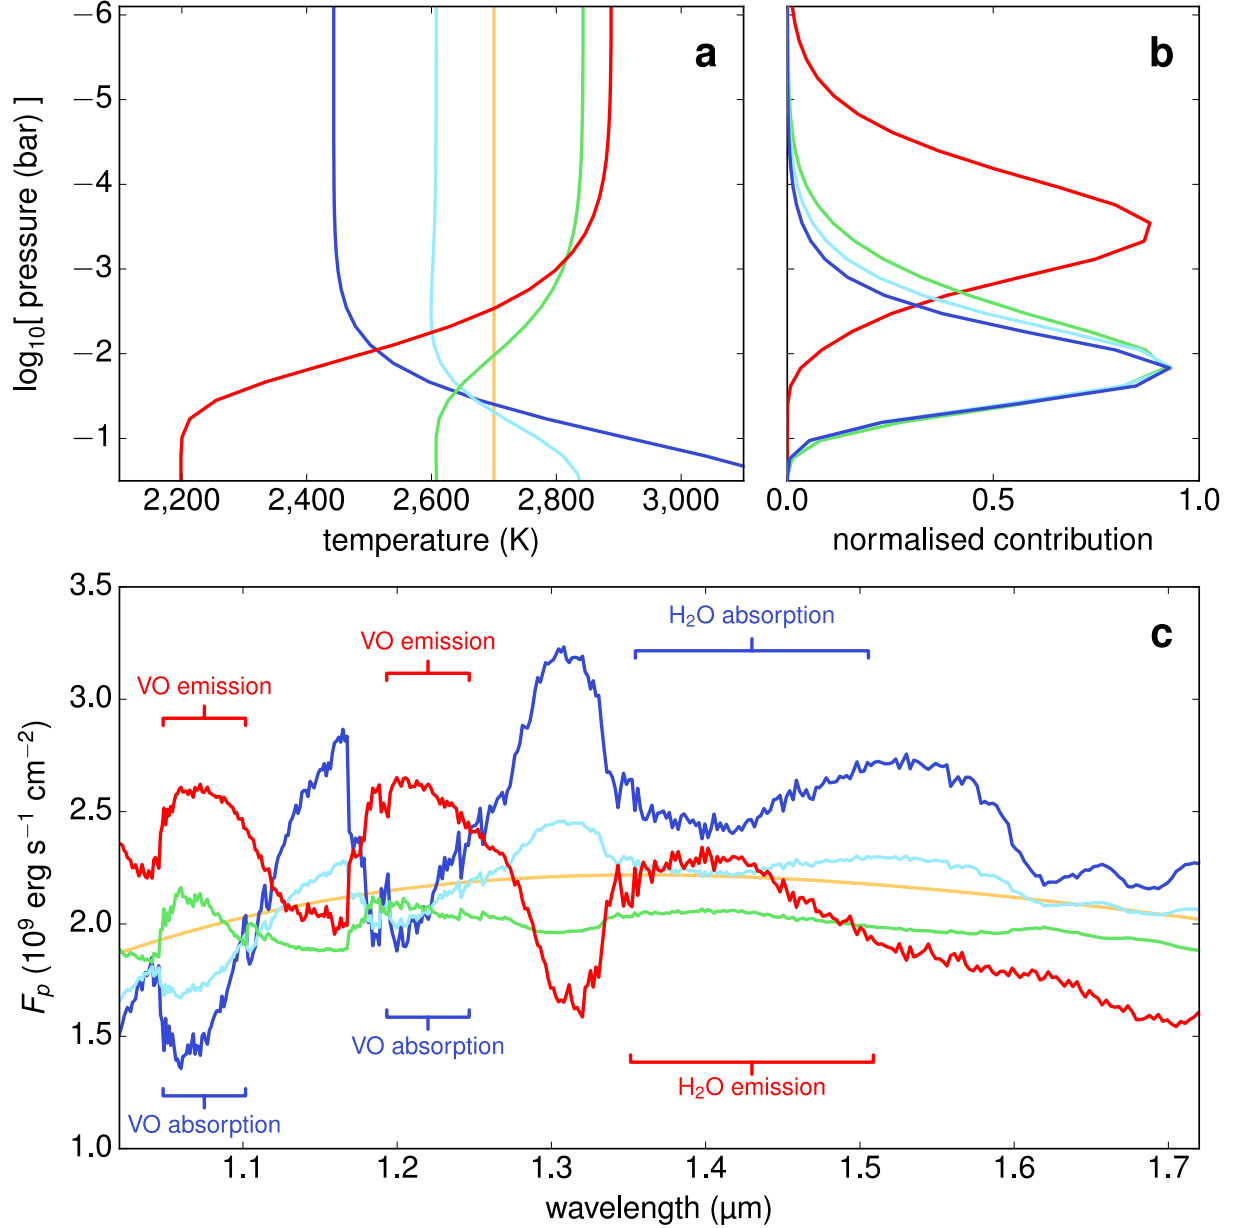 a
b
−6
−5
−4
−3
−2
−1
log₁₀[ pressure (bar) ]
2,200 2,400 2,600 2,800 3,000
temperature (K)
0.0 0.5 1.0
normalised contribution
c
3.5
3.0
2.5
2.0
1.5
1.0
Fₚ (10⁹ erg s⁻¹ cm⁻²)
H₂O absorption
VO emission
VO emission
VO absorption
H₂O emission
VO absorption
1.1 1.2 1.3 1.4 1.5 1.6 1.7
wavelength (μm)